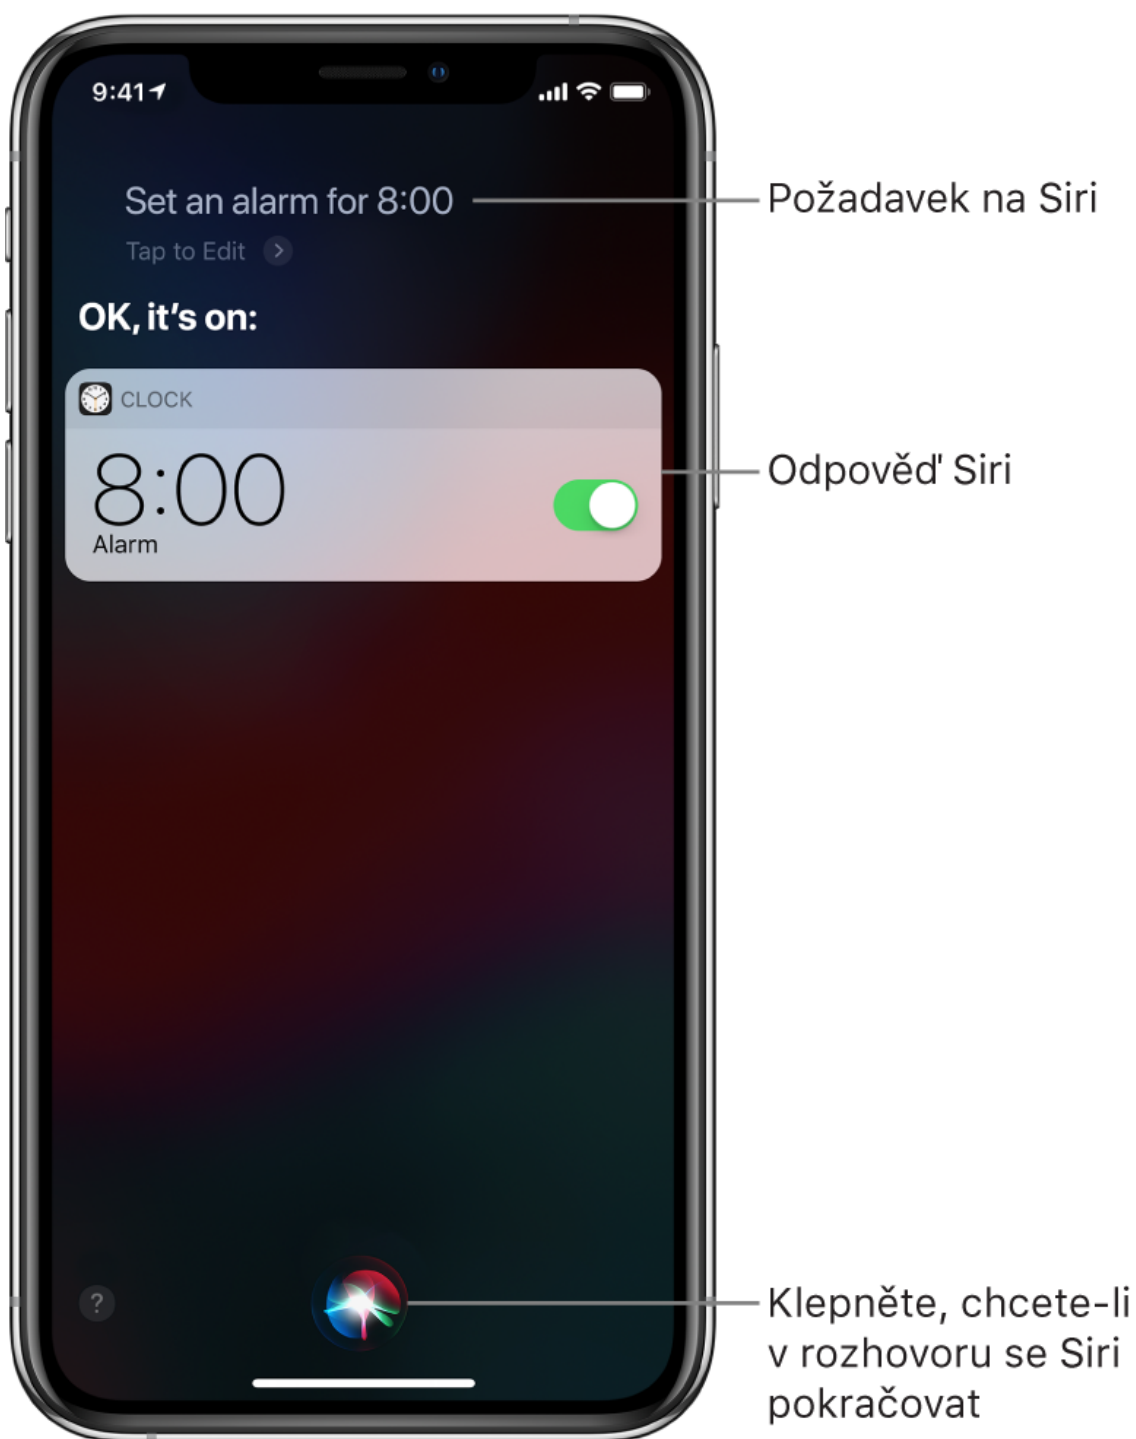 9:41
Set an alarm for 8:00
Požadavek na Siri
Tap to Edit
OK, it's on:
CLOCK
8:00
Alarm
Odpověď Siri
?
Klepněte, chcete-li
v rozhovoru se Siri
pokračovat